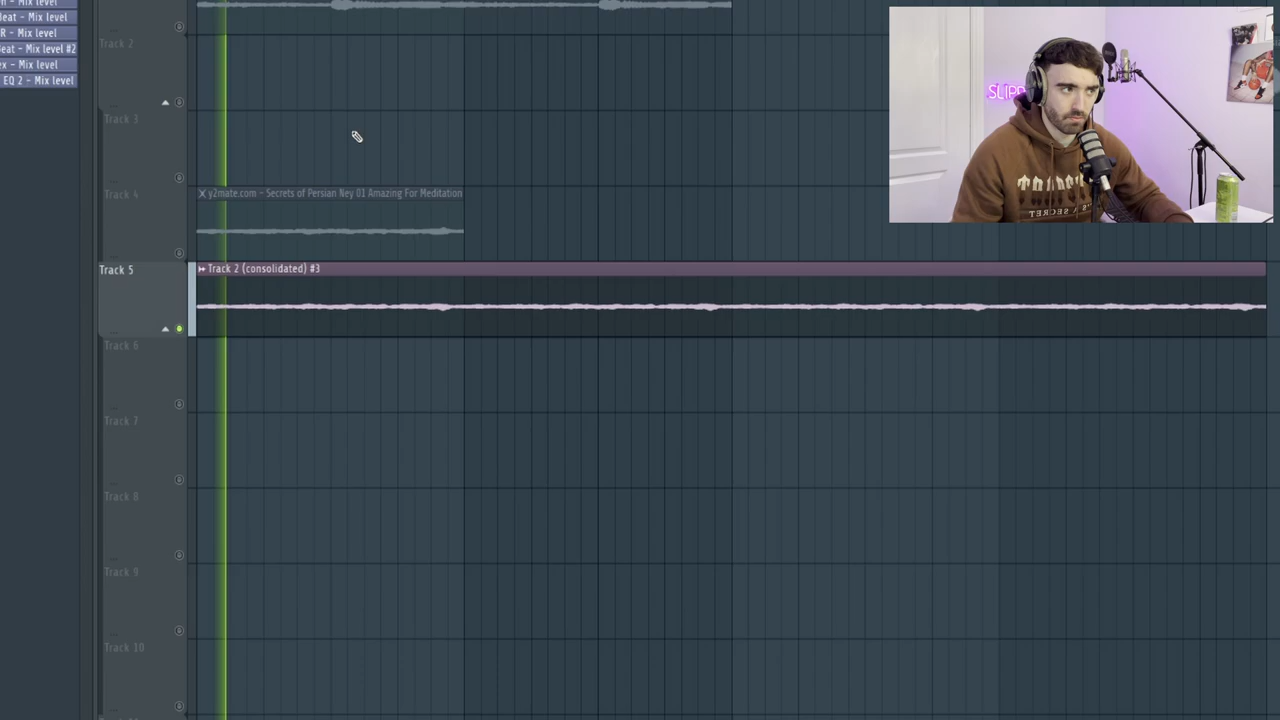 - Mix level
Beat - Mix level
R - Mix level
Beat - Mix level #2
ex - Mix level
EQ 2 - Mix level
Track 2
Track 3
Track 4
y2mate.com - Secrets of Persian Ney 01 Amazing For Meditation
Track 5
Track 2 (consolidated) #3
Track 6
Track 7
Track 8
Track 9
Track 10
SLIPP